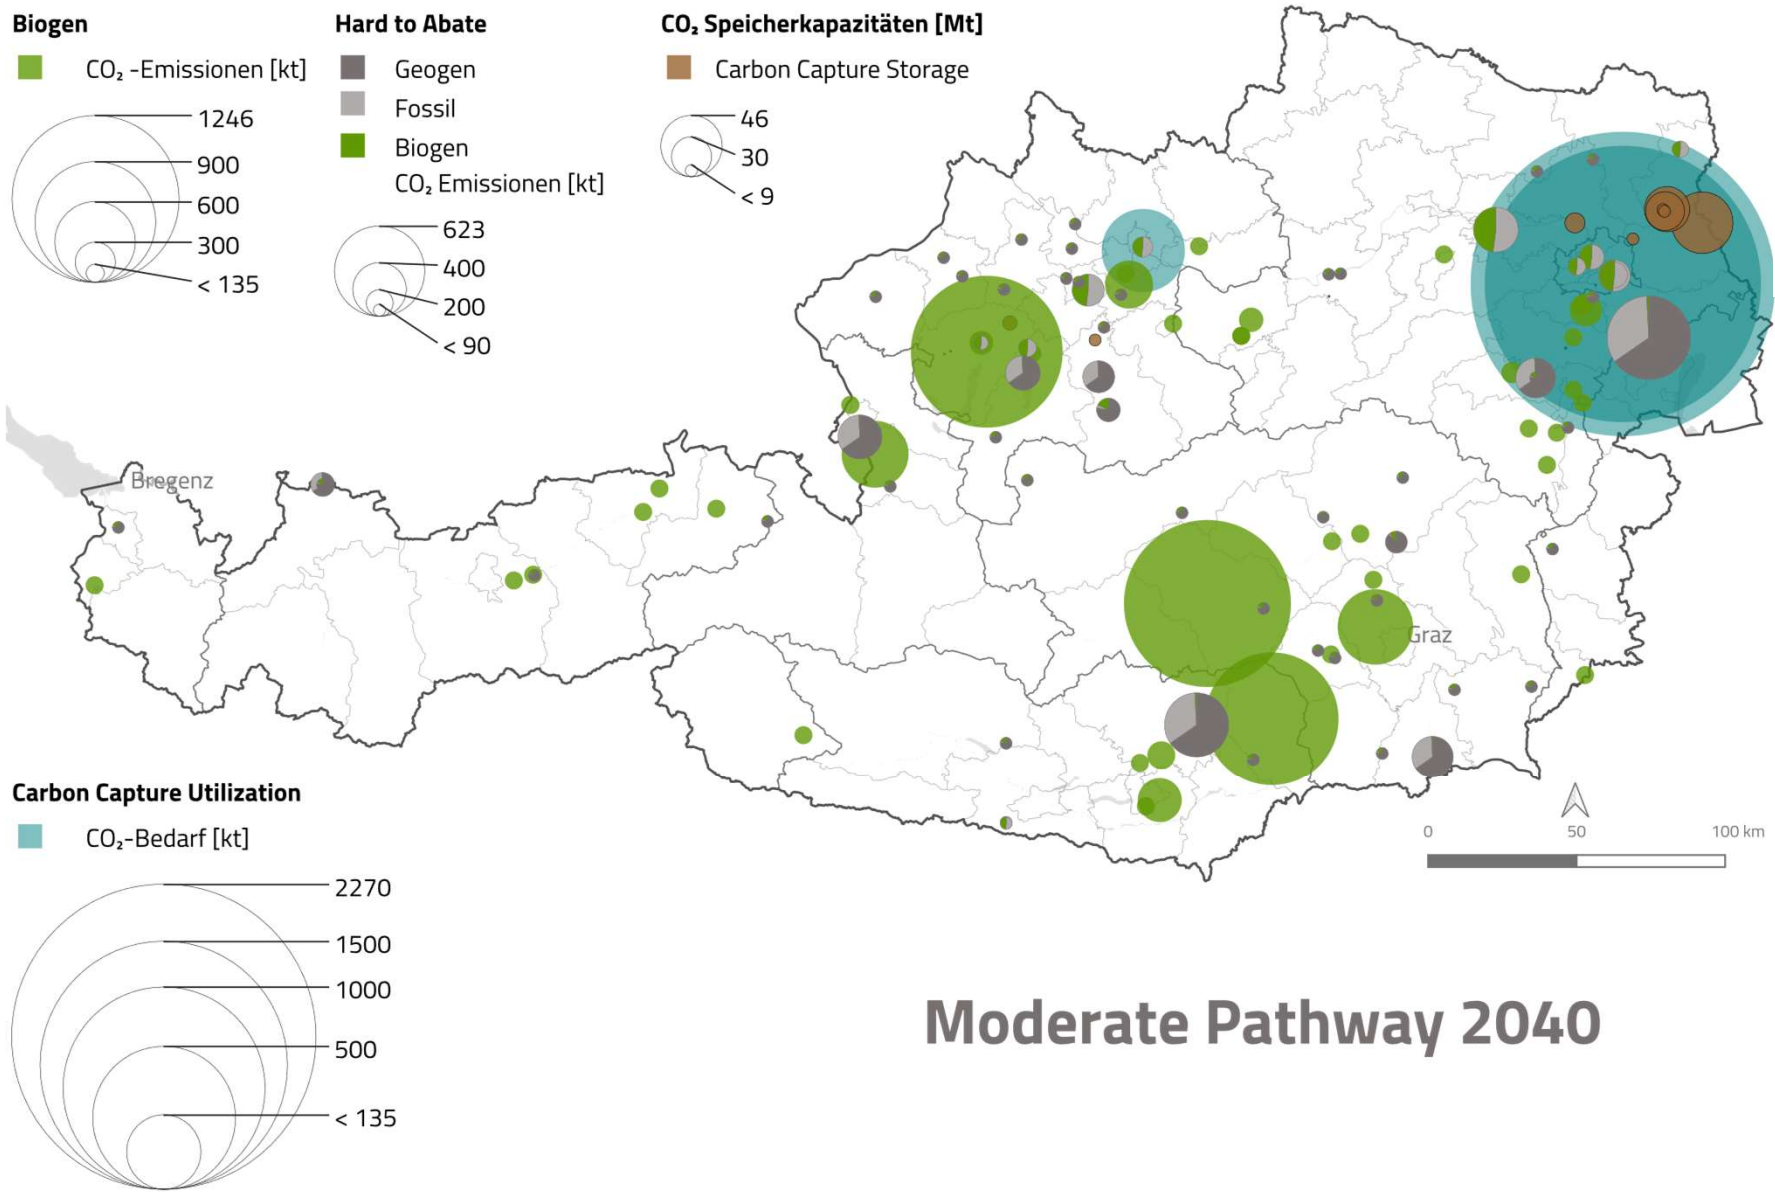 Biogen
CO₂ -Emissionen [kt]
1246
900
600
300
< 135
Hard to Abate
Geogen
Fossil
Biogen
CO₂ Emissionen [kt]
623
400
200
< 90
CO₂ Speicherkapazitäten [Mt]
Carbon Capture Storage
46
30
< 9
Bregenz
Graz
Carbon Capture Utilization
CO₂-Bedarf [kt]
2270
1500
1000
500
< 135
0 50 100 km
Moderate Pathway 2040